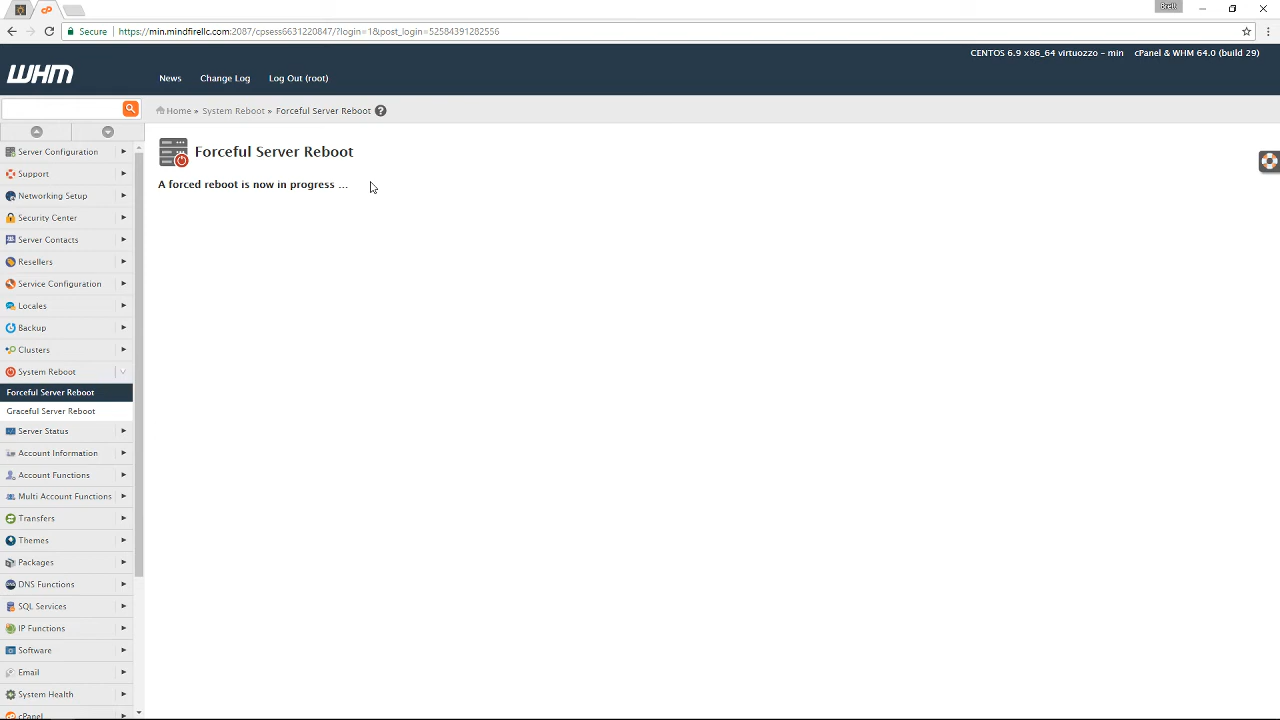 Brett
Secure
https://min.mindfirellc.com:2087/cpsess6631220847/?login=1&post_login=52584391282556
CENTOS 6.9 x86_64 virtuozzo – min cPanel & WHM 64.0 (build 29)
WHM
News
Change Log
Log Out (root)
Home » System Reboot » Forceful Server Reboot
Forceful Server Reboot
A forced reboot is now in progress ...
Server Configuration
Support
Networking Setup
Security Center
Server Contacts
Resellers
Service Configuration
Locales
Backup
Clusters
System Reboot
Forceful Server Reboot
Graceful Server Reboot
Server Status
Account Information
Account Functions
Multi Account Functions
Transfers
Themes
Packages
DNS Functions
SQL Services
IP Functions
Software
Email
System Health
cPanel